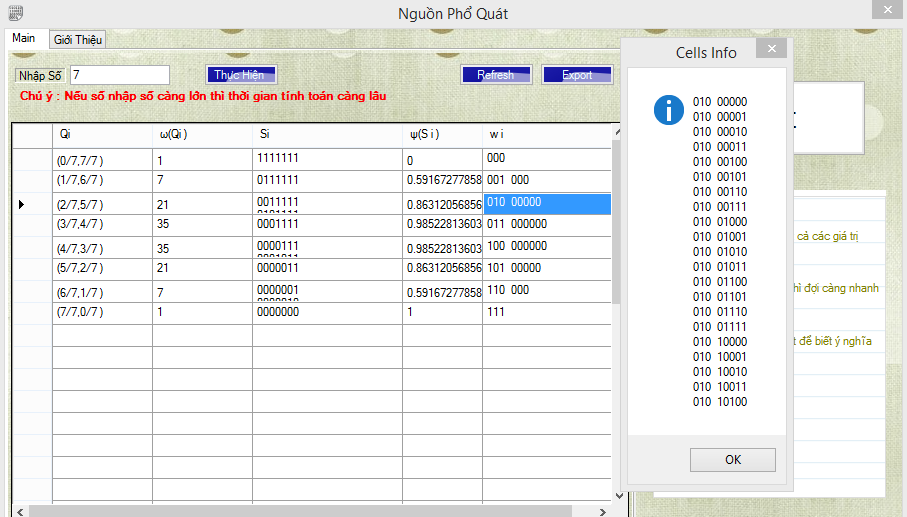 Nguồn Phổ Quát
Main
Giới Thiệu
Nhập Số
7
Thực Hiện
Refresh
Export
Chú ý : Nếu số nhập số càng lớn thì thời gian tính toán càng lâu
Qi ω(Qi) Si ψ(Si) wi
(0/7,7/7) 1 1111111 0 000
(1/7,6/7) 7 0111111 0.59167277858 001 000
(2/7,5/7) 21 0011111 0.86312056856 010 00000
(3/7,4/7) 35 0001111 0.98522813603 011 000000
(4/7,3/7) 35 0000111 0.98522813603 100 000000
(5/7,2/7) 21 0000011 0.86312056856 101 00000
(6/7,1/7) 7 0000001 0.59167277858 110 000
(7/7,0/7) 1 0000000 1 111
cả các giá trị
hì đợi càng nhanh
t để biết ý nghĩa
Cells Info
010 00000
010 00001
010 00010
010 00011
010 00100
010 00101
010 00110
010 00111
010 01000
010 01001
010 01010
010 01011
010 01100
010 01101
010 01110
010 01111
010 10000
010 10001
010 10010
010 10011
010 10100
OK